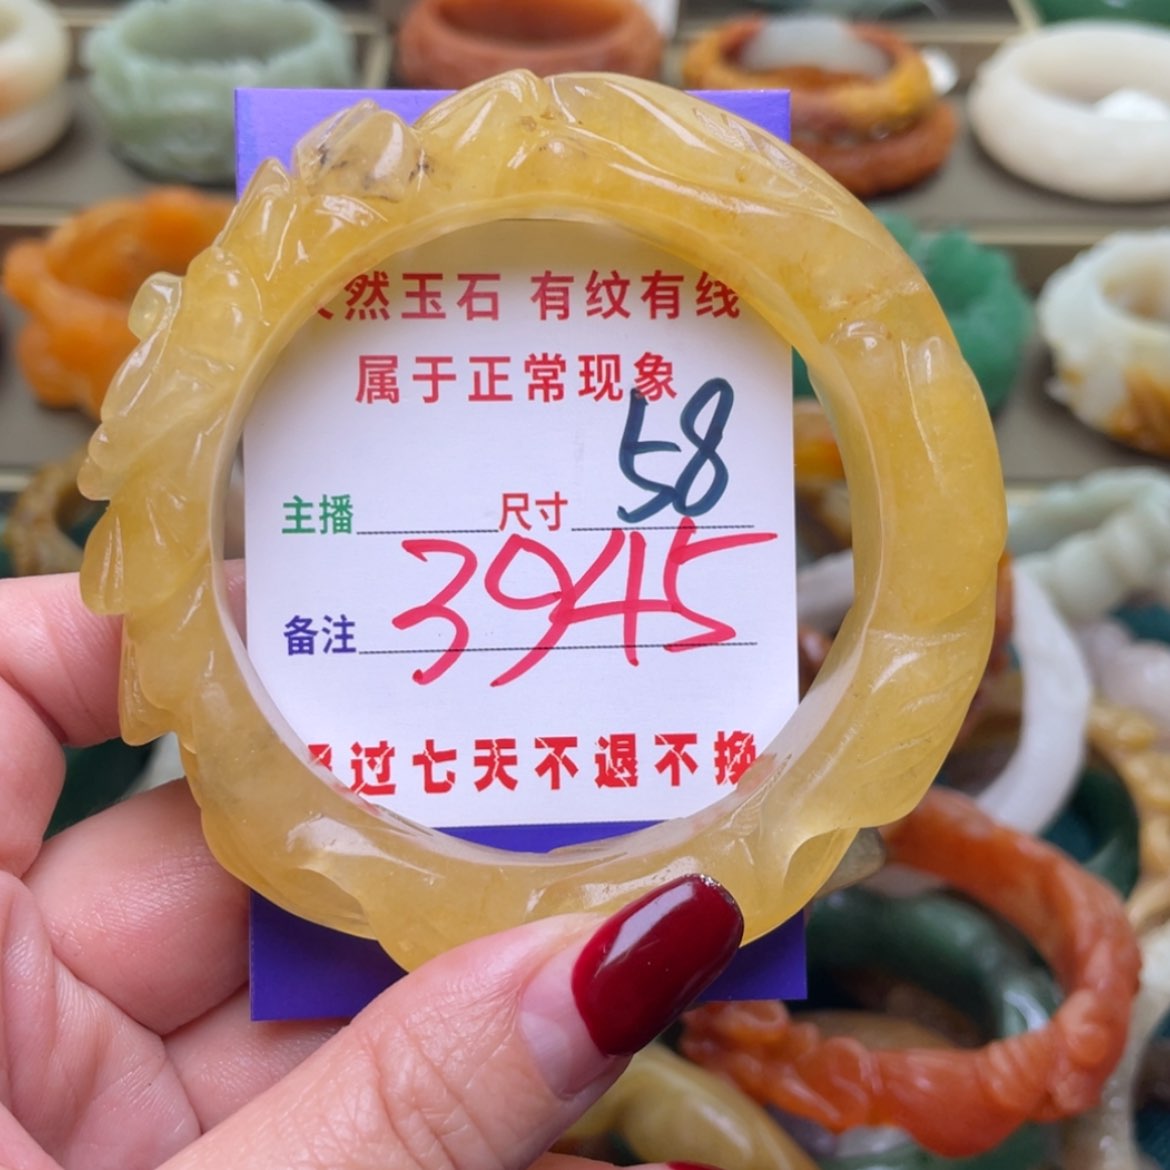 然玉石 有纹有线
属于正常现象
主播 尺寸 58
3945
备注
过七天不退不换